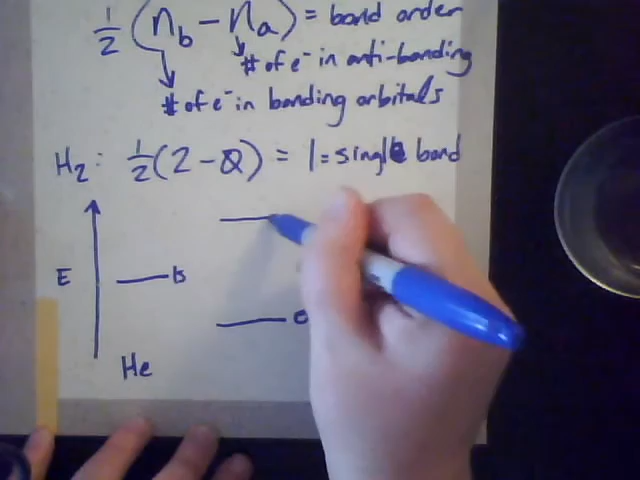 1/2 (nb - na) = bond order
# of e⁻ in anti-bonding
# of e⁻ in bonding orbitals
H2: 1/2 (2 - 0) = 1 = single bond
E
1s
He